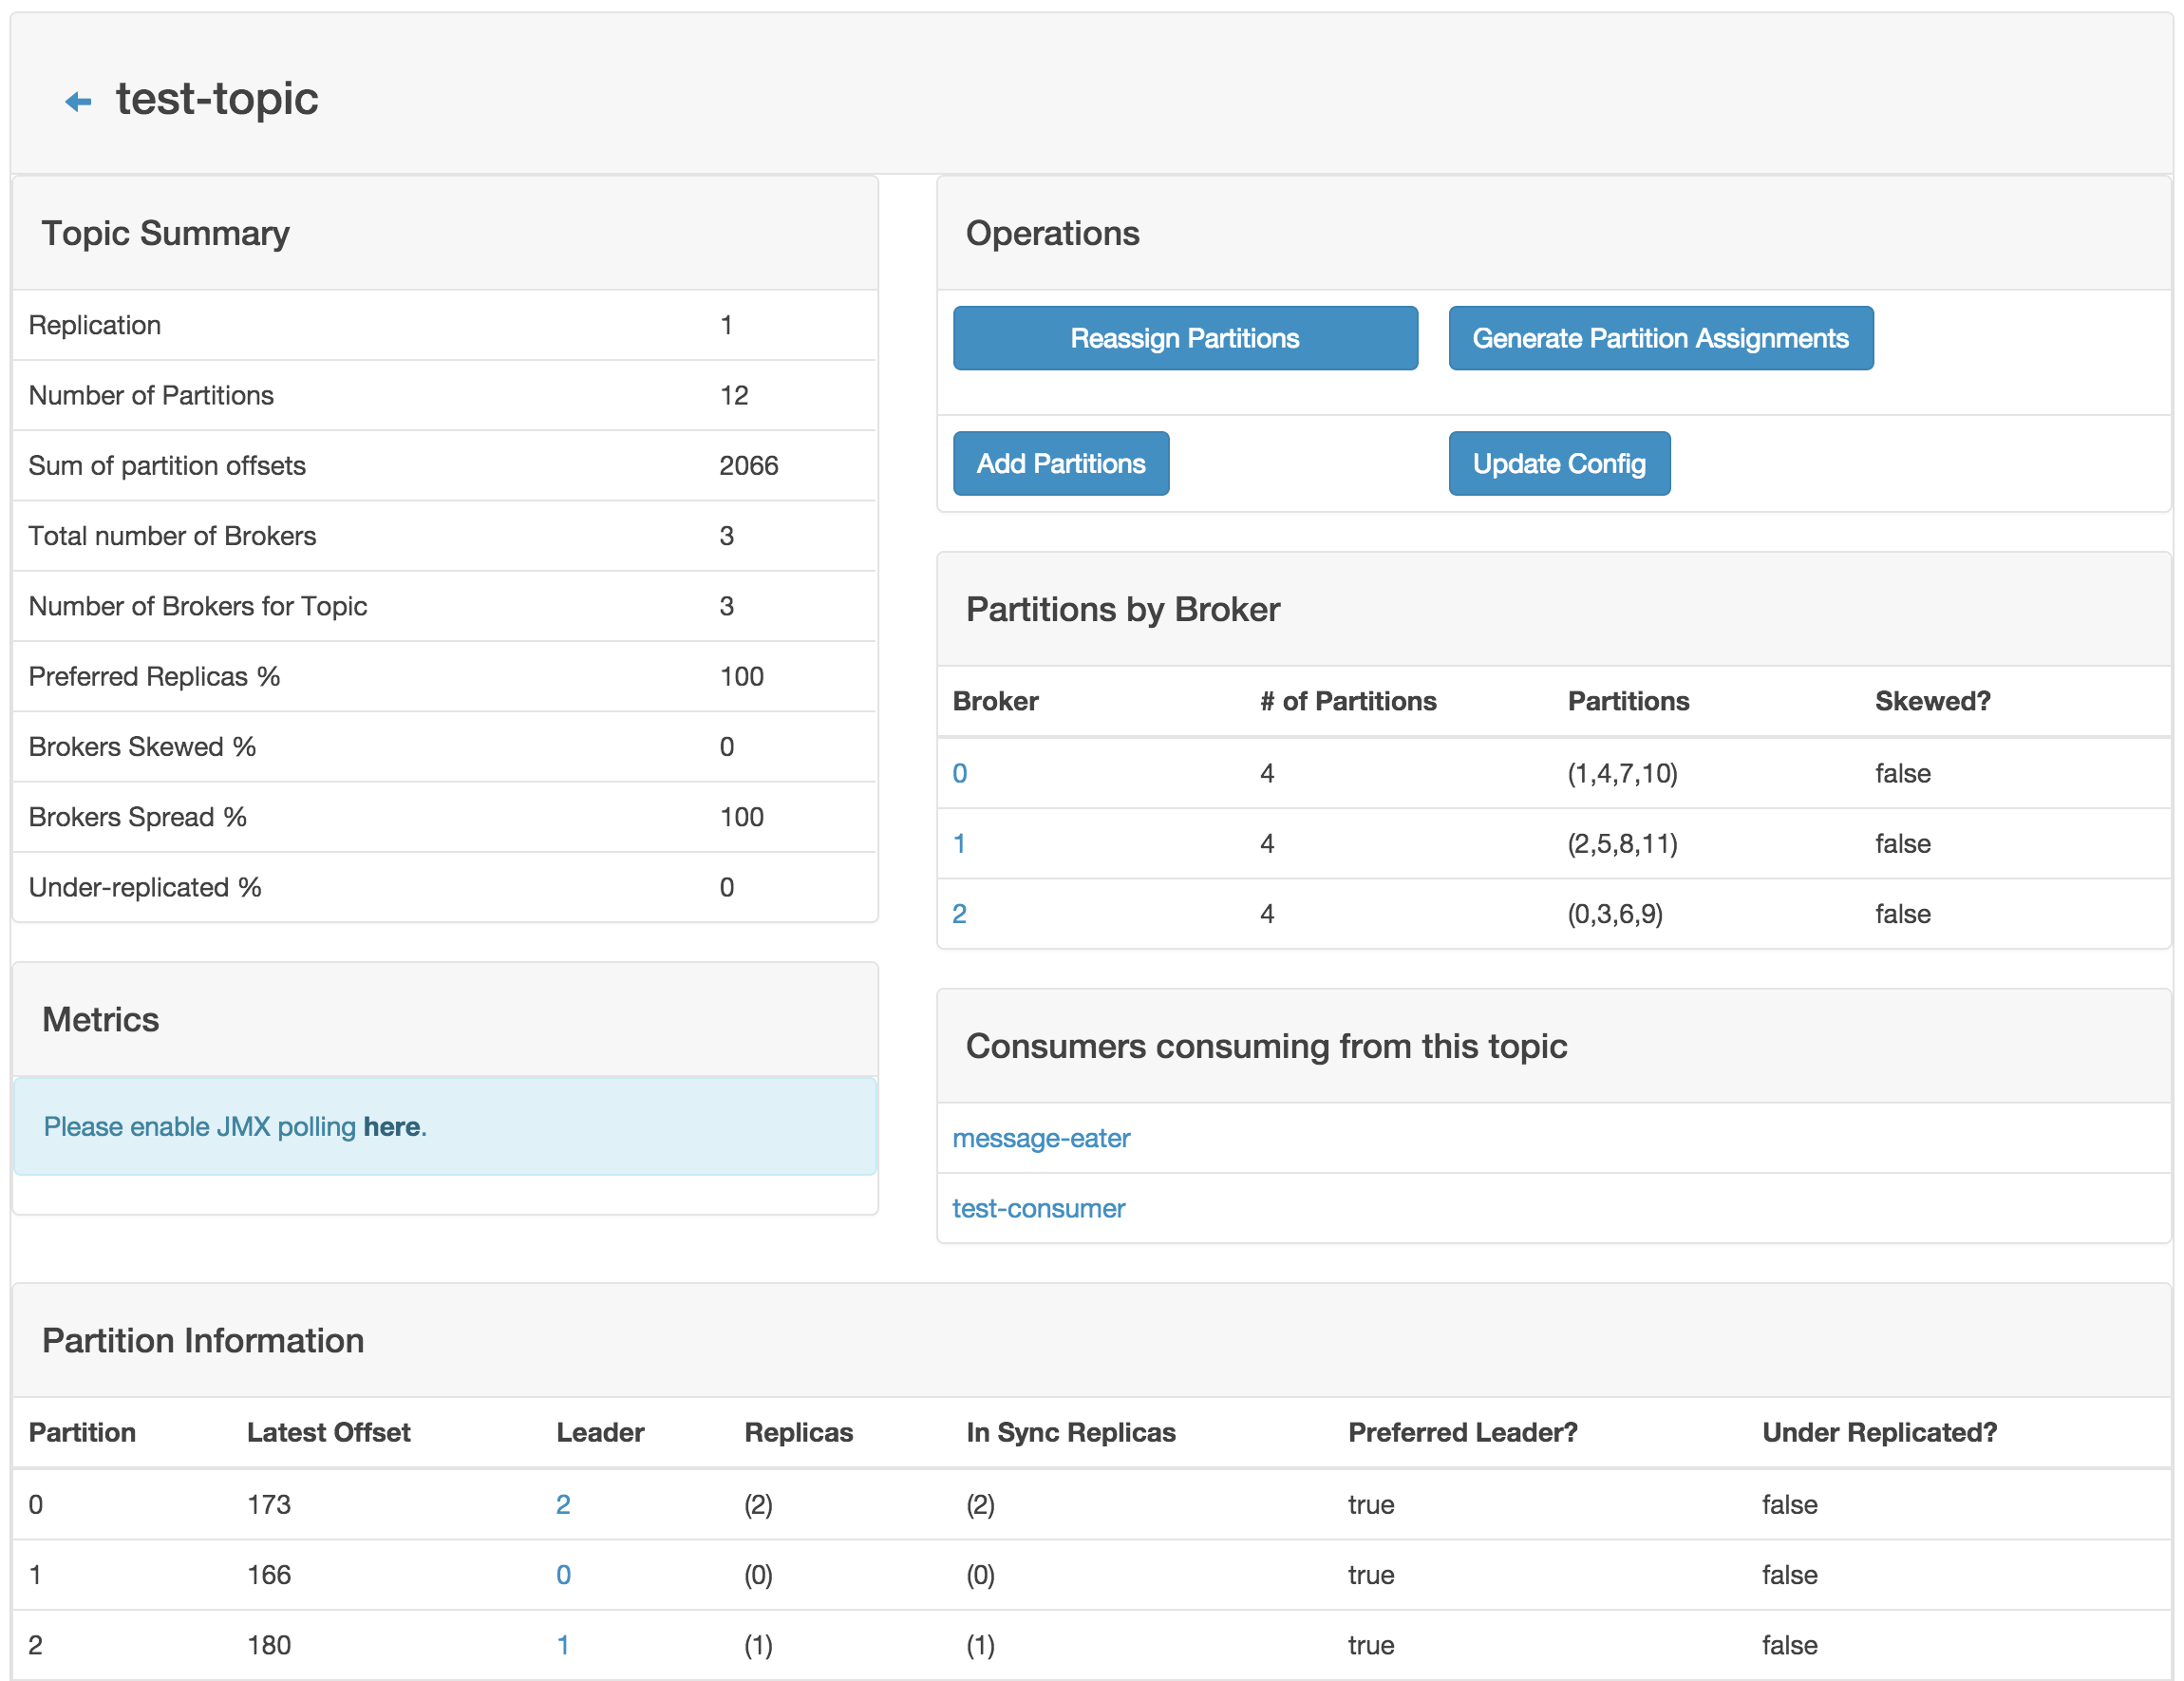 test-topic
Topic Summary
Replication 1
Number of Partitions 12
Sum of partition offsets 2066
Total number of Brokers 3
Number of Brokers for Topic 3
Preferred Replicas % 100
Brokers Skewed % 0
Brokers Spread % 100
Under-replicated % 0
Metrics
Please enable JMX polling here.
Operations
Reassign Partitions Generate Partition Assignments
Add Partitions Update Config
Partitions by Broker
Broker # of Partitions Partitions Skewed?
0 4 (1,4,7,10) false
1 4 (2,5,8,11) false
2 4 (0,3,6,9) false
Consumers consuming from this topic
message-eater
test-consumer
Partition Information
Partition Latest Offset Leader Replicas In Sync Replicas Preferred Leader? Under Replicated?
0 173 2 (2) (2) true false
1 166 0 (0) (0) true false
2 180 1 (1) (1) true false